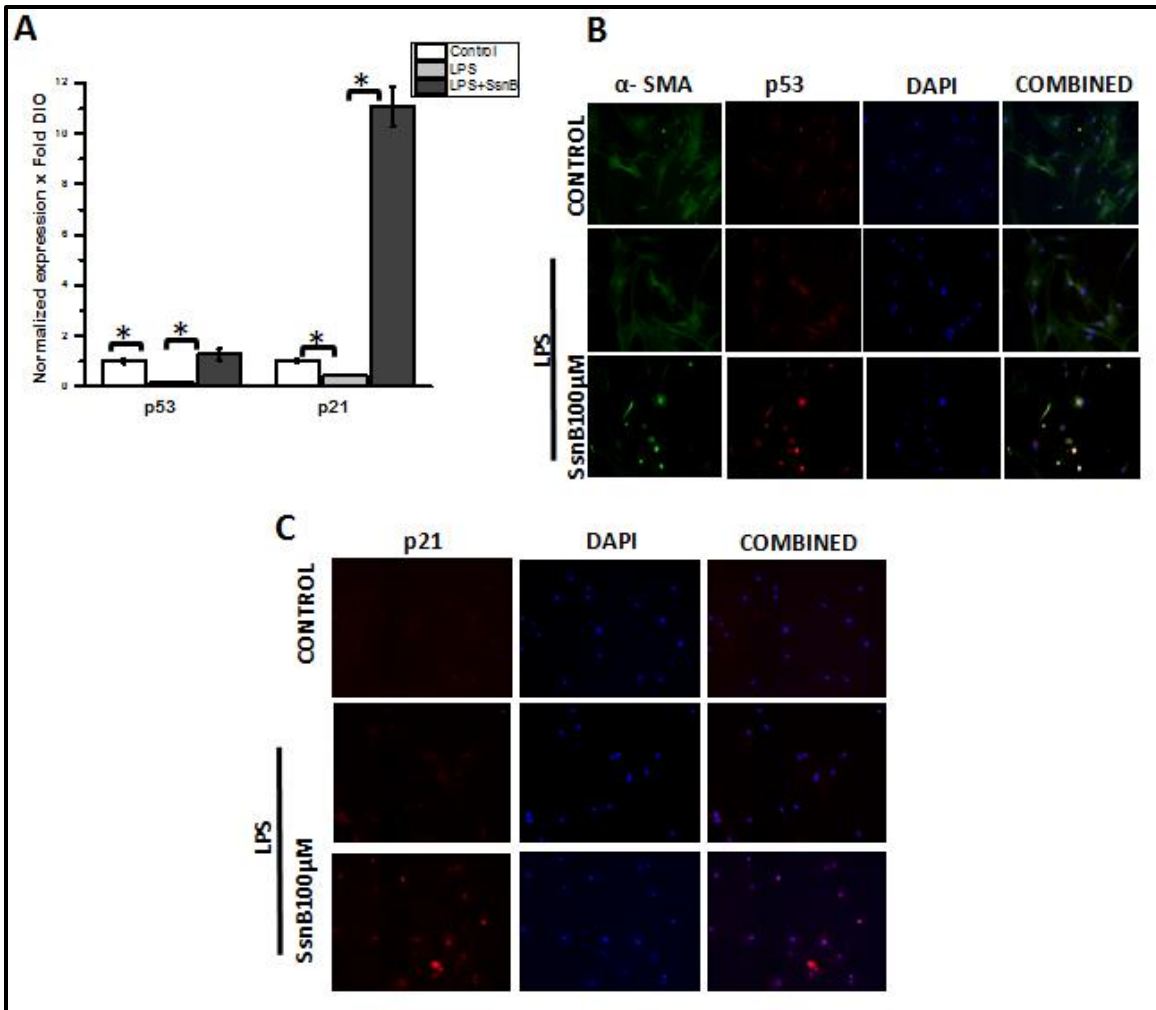 A
Control
LPS
LPS+SsnB
Normalized expression x Fold DIO
12
10
8
6
4
2
0
*
*
*
*
p53
p21
B
α- SMA p53 DAPI COMBINED
CONTROL
LPS
SsnB100µM
C
p21 DAPI COMBINED
CONTROL
LPS
SsnB100µM